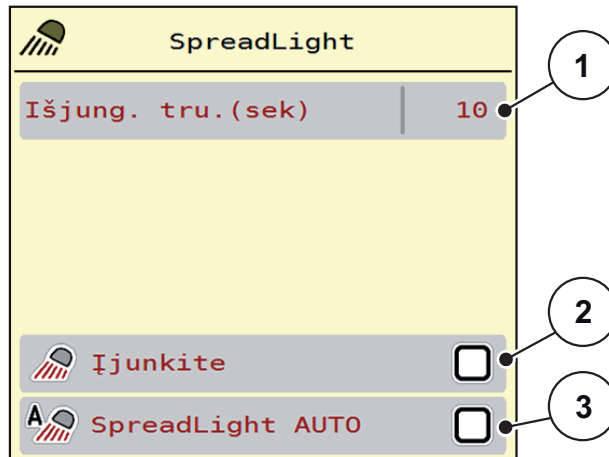 SpreadLight
1
Išjung. tru.(sek) 10
2
Įjunkite
3
A SpreadLight AUTO